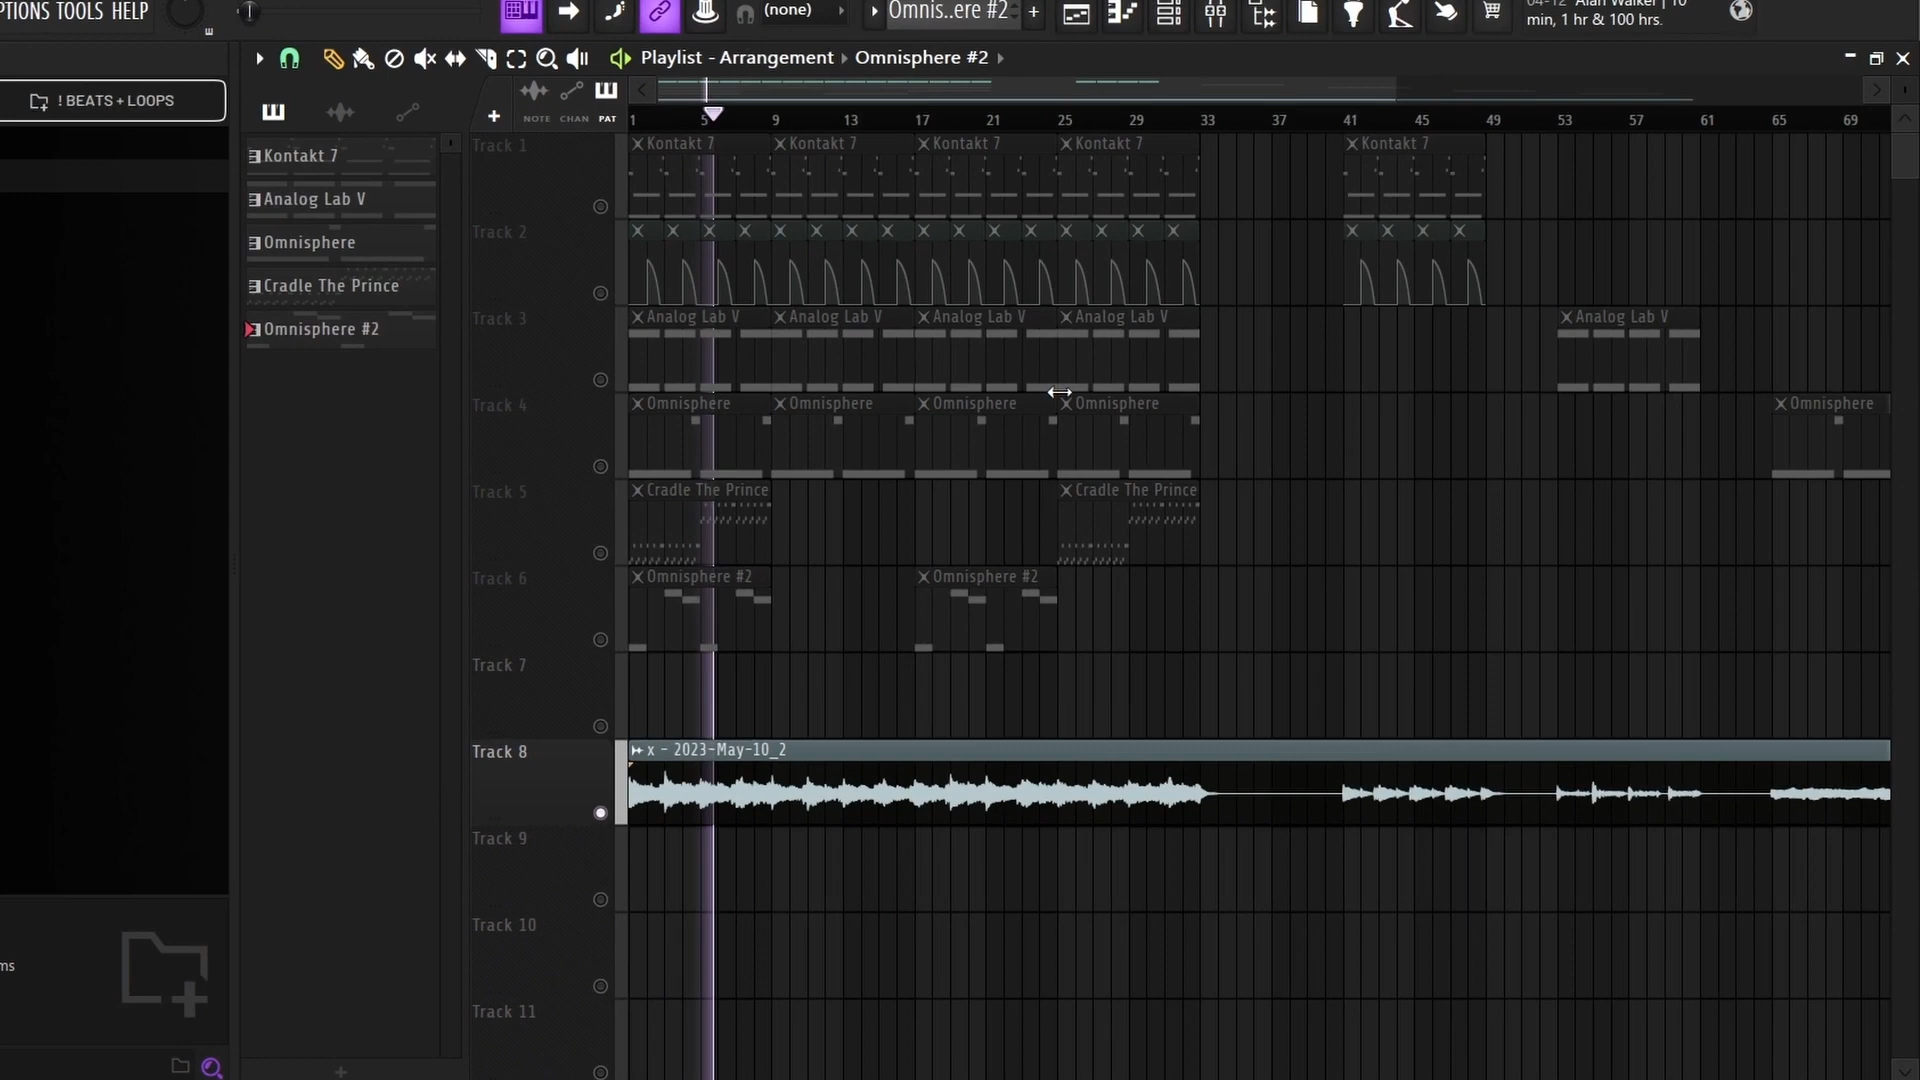 PTIONS TOOLS HELP
(none)
Omnis..ere #2
min, 1 hr & 100 hrs.
Playlist - Arrangement › Omnisphere #2 ›
! BEATS + LOOPS
NOTE CHAN PAT
1 5 9 13 17 21 25 29 33 37 41 45 49 53 57 61 65 69
Kontakt 7
Analog Lab V
Omnisphere
Cradle The Prince
Omnisphere #2
Track 1
Kontakt 7 Kontakt 7 Kontakt 7 Kontakt 7 Kontakt 7
Track 2
Track 3
Analog Lab V Analog Lab V Analog Lab V Analog Lab V Analog Lab V
Track 4
Omnisphere Omnisphere Omnisphere Omnisphere Omnisphere
Track 5
Cradle The Prince Cradle The Prince
Track 6
Omnisphere #2 Omnisphere #2
Track 7
Track 8
x - 2023-May-10_2
Track 9
Track 10
Track 11
ms